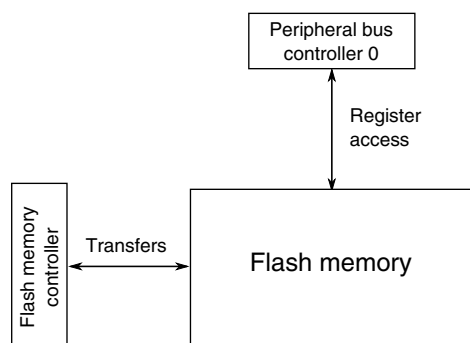 Peripheral bus
controller 0
Register
access
Flash memory
controller
Transfers
Flash memory